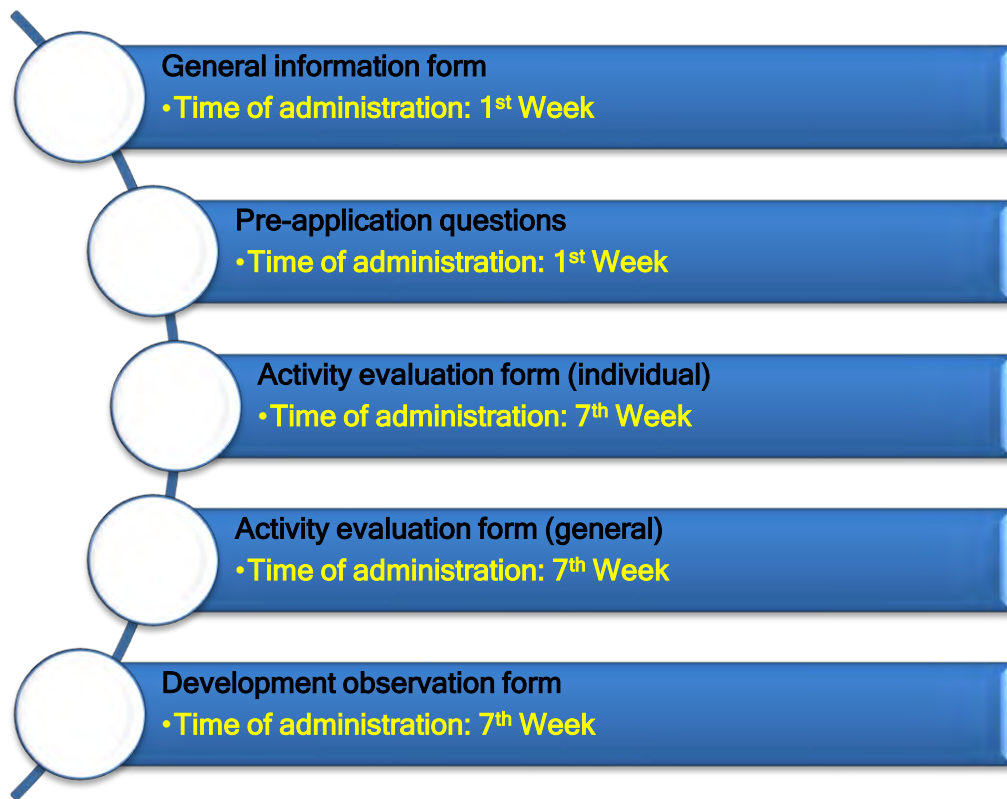 General information form
•Time of administration: 1st Week
Pre-application questions
•Time of administration: 1st Week
Activity evaluation form (individual)
•Time of administration: 7th Week
Activity evaluation form (general)
•Time of administration: 7th Week
Development observation form
•Time of administration: 7th Week